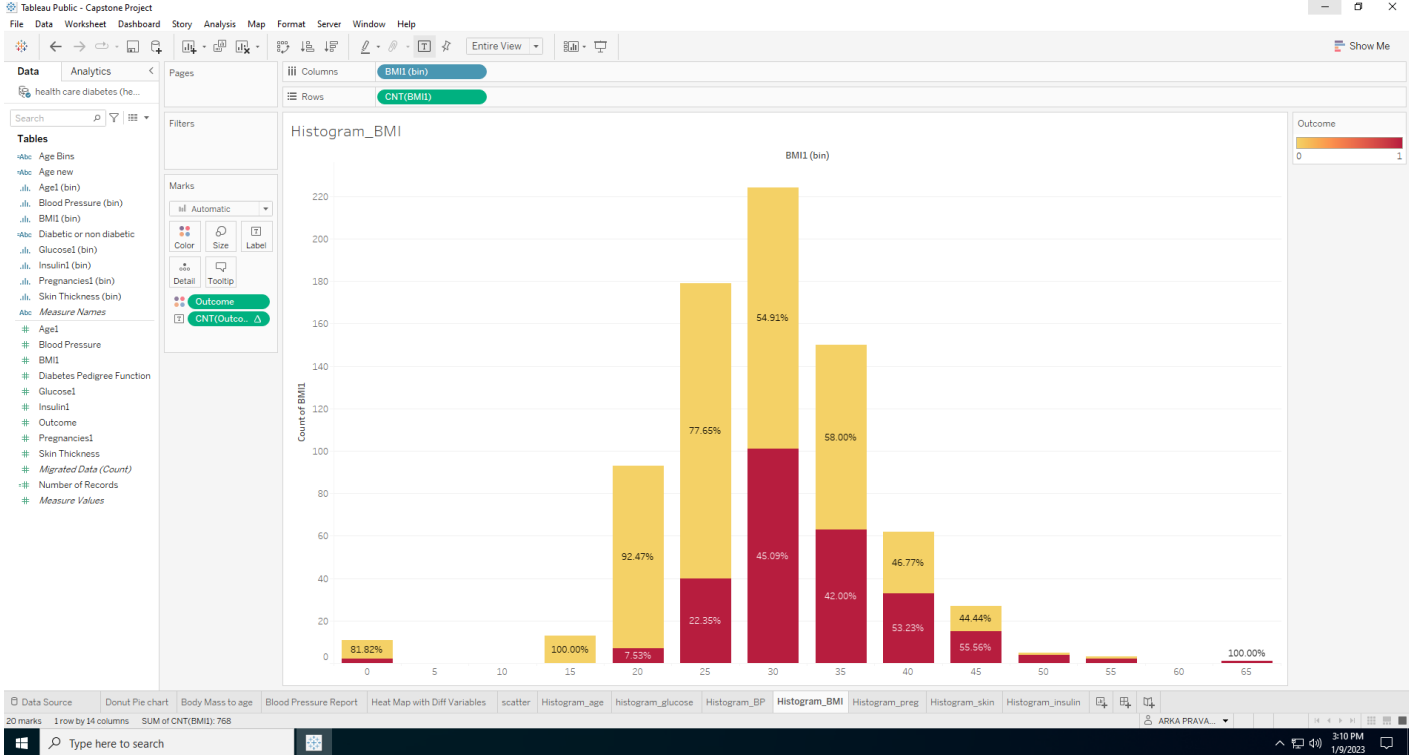 Tableau Public - Capstone Project
File Data Worksheet Dashboard Story Analysis Map Format Server Window Help
Entire View
Show Me
Data Analytics
health care diabetes (he...
Search
Tables
Abc Age Bins
Abc Age new
Age1 (bin)
Blood Pressure (bin)
BMI1 (bin)
Abc Diabetic or non diabetic
Glucose1 (bin)
Insulin1 (bin)
Pregnancies1 (bin)
Skin Thickness (bin)
Abc Measure Names
# Age1
# Blood Pressure
# BMI1
# Diabetes Pedigree Function
# Glucose1
# Insulin1
# Outcome
# Pregnancies1
# Skin Thickness
# Migrated Data (Count)
=# Number of Records
# Measure Values
Pages
Filters
Marks
Automatic
Color Size Label
Detail Tooltip
Outcome
CNT(Outco.. Δ
Columns BMI1 (bin)
Rows CNT(BMI1)
Histogram_BMI
BMI1 (bin)
Count of BMI1
220
200
180
160
140
120
100
80
60
40
20
0
81.82%
100.00%
92.47%
7.53%
77.65%
22.35%
54.91%
45.09%
58.00%
42.00%
46.77%
53.23%
44.44%
55.56%
100.00%
0 5 10 15 20 25 30 35 40 45 50 55 60 65
Outcome
0 1
Data Source Donut Pie chart Body Mass to age Blood Pressure Report Heat Map with Diff Variables scatter Histogram_age histogram_glucose Histogram_BP Histogram_BMI Histogram_preg Histogram_skin Histogram_insulin
20 marks 1 row by 14 columns SUM of CNT(BMI1): 768
ARKA PRAVA...
Type here to search
3:10 PM
1/9/2023